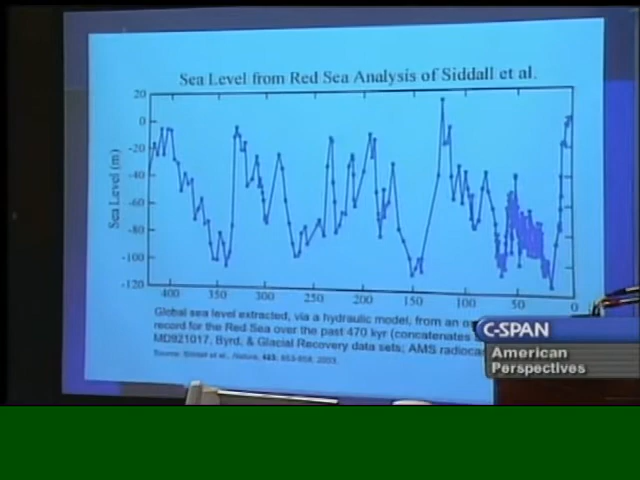 Sea Level from Red Sea Analysis of Siddall et al.
20
0
-20
-40
-60
-80
-100
-120
Sea Level (m)
400
350
300
250
200
150
100
50
0
Global sea level extracted, via a hydraulic model, from an
record for the Red Sea over the past 470 kyr (concatenates
MD921017, Byrd, & Glacial Recovery data sets; AMS
Source: Siddall et al., Nature, 423, 853-858, 2003.
C-SPAN
American
Perspectives